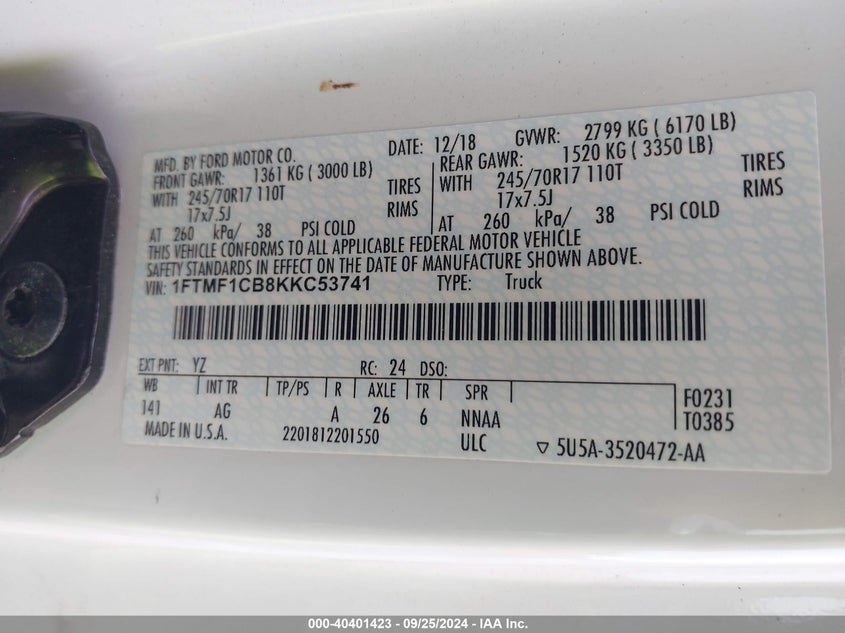 MFD. BY FORD MOTOR CO. DATE: 12/18 GVWR: 2799 KG ( 6170 LB)
FRONT GAWR: 1361 KG ( 3000 LB) REAR GAWR: 1520 KG ( 3350 LB)
WITH 245/70R17 110T TIRES WITH 245/70R17 110T TIRES
17x7.5J RIMS 17x7.5J RIMS
AT 260 kPa/ 38 PSI COLD AT 260 kPa/ 38 PSI COLD
THIS VEHICLE CONFORMS TO ALL APPLICABLE FEDERAL MOTOR VEHICLE
SAFETY STANDARDS IN EFFECT ON THE DATE OF MANUFACTURE SHOWN ABOVE.
VIN: 1FTMF1CB8KKC53741 TYPE: Truck
EXT PNT: YZ RC: 24 DSO:
WB INT TR TP/PS R AXLE TR SPR F0231
141 AG A 26 6 NNAA T0385
MADE IN U.S.A. 2201812201550 ULC ▽ 5U5A-3520472-AA
000-40401423 - 09/25/2024 - IAA Inc.